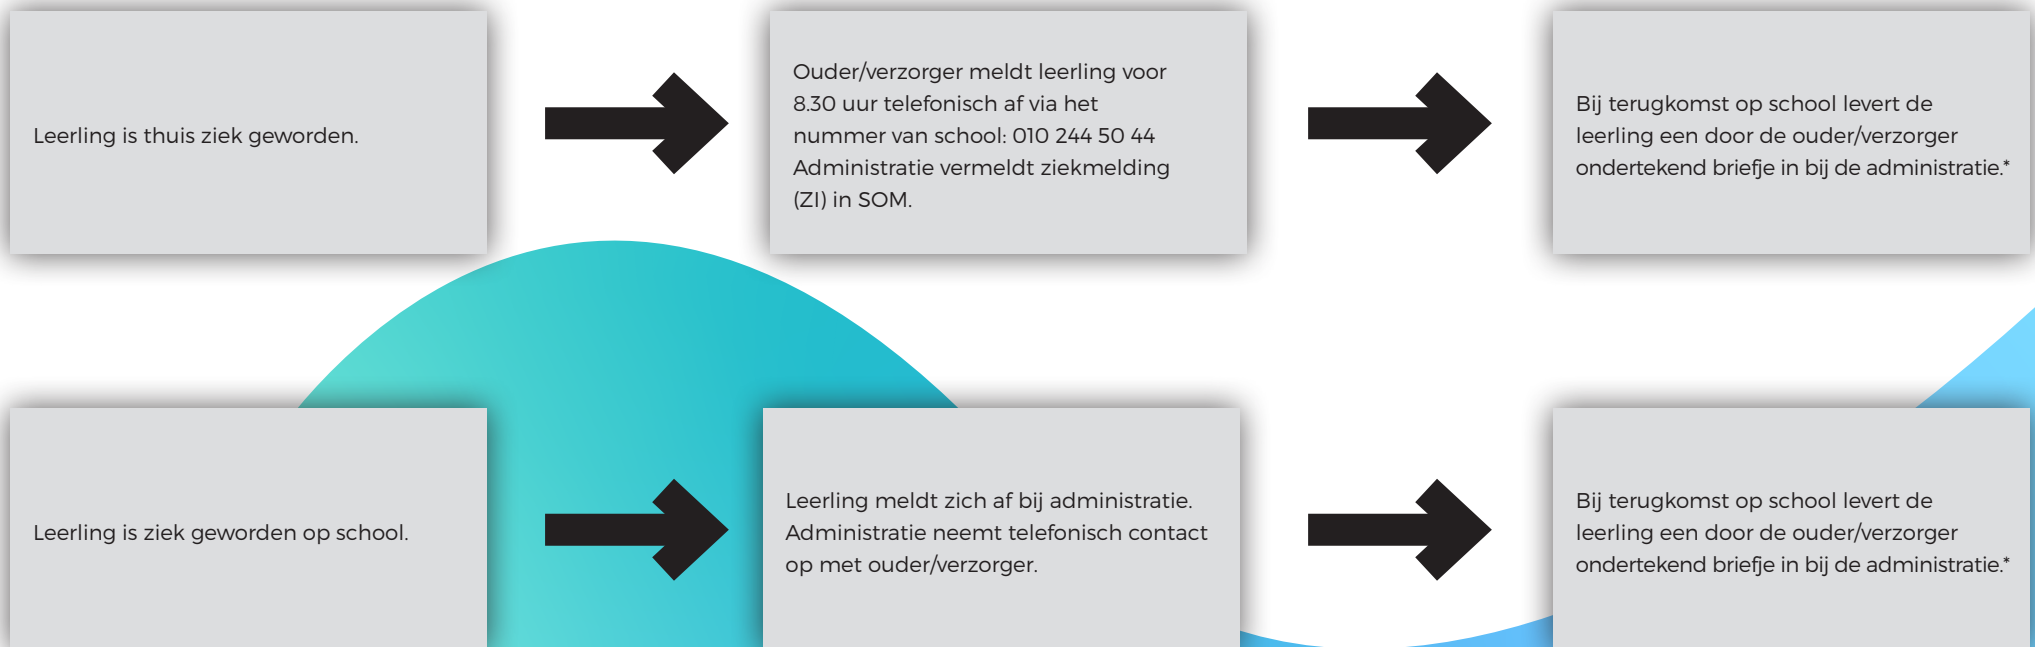 Leerling is thuis ziek geworden.
Ouder/verzorger meldt leerling voor
8.30 uur telefonisch af via het
nummer van school: 010 244 50 44
Administratie vermeldt ziekmelding
(ZI) in SOM.
Bij terugkomst op school levert de
leerling een door de ouder/verzorger
ondertekend briefje in bij de administratie.*
Leerling is ziek geworden op school.
Leerling meldt zich af bij administratie.
Administratie neemt telefonisch contact
op met ouder/verzorger.
Bij terugkomst op school levert de
leerling een door de ouder/verzorger
ondertekend briefje in bij de administratie.*